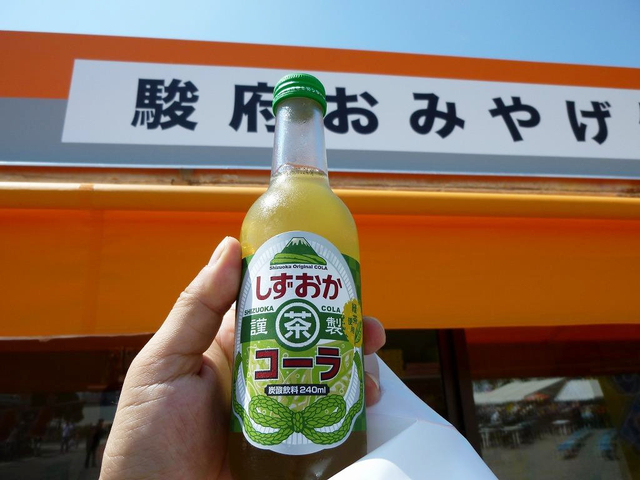 駿府おみやげ
Shizuoka Original COLA
しずおか
SHIZUOKA COLA
謹 茶 製
コーラ
炭酸飲料 240ml